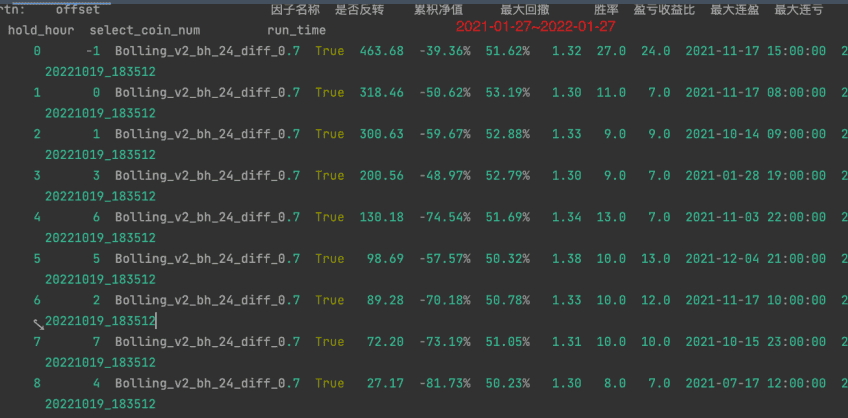 rtn: offset 因子名称 是否反转 累积净值 最大回撤 胜率 盈亏收益比 最大连盈 最大连亏
hold_hour select_coin_num run_time 2021-01-27~2022-01-27
0 -1 Bolling_v2_bh_24_diff_0.7 True 463.68 -39.36% 51.62% 1.32 27.0 24.0 2021-11-17 15:00:00 2
20221019_183512
1 0 Bolling_v2_bh_24_diff_0.7 True 318.46 -50.62% 53.19% 1.30 11.0 7.0 2021-11-17 08:00:00 2
20221019_183512
2 1 Bolling_v2_bh_24_diff_0.7 True 300.63 -59.67% 52.88% 1.33 9.0 9.0 2021-10-14 09:00:00 2
20221019_183512
3 3 Bolling_v2_bh_24_diff_0.7 True 200.56 -48.97% 52.79% 1.30 9.0 7.0 2021-01-28 19:00:00 2
20221019_183512
4 6 Bolling_v2_bh_24_diff_0.7 True 130.18 -74.54% 51.69% 1.34 13.0 7.0 2021-11-03 22:00:00 2
20221019_183512
5 5 Bolling_v2_bh_24_diff_0.7 True 98.69 -57.57% 50.32% 1.38 10.0 13.0 2021-12-04 21:00:00 2
20221019_183512
6 2 Bolling_v2_bh_24_diff_0.7 True 89.28 -70.18% 50.78% 1.33 10.0 12.0 2021-11-17 10:00:00 2
20221019_183512
7 7 Bolling_v2_bh_24_diff_0.7 True 72.20 -73.19% 51.05% 1.31 10.0 10.0 2021-10-15 23:00:00 2
20221019_183512
8 4 Bolling_v2_bh_24_diff_0.7 True 27.17 -81.73% 50.23% 1.30 8.0 7.0 2021-07-17 12:00:00 2
20221019_183512